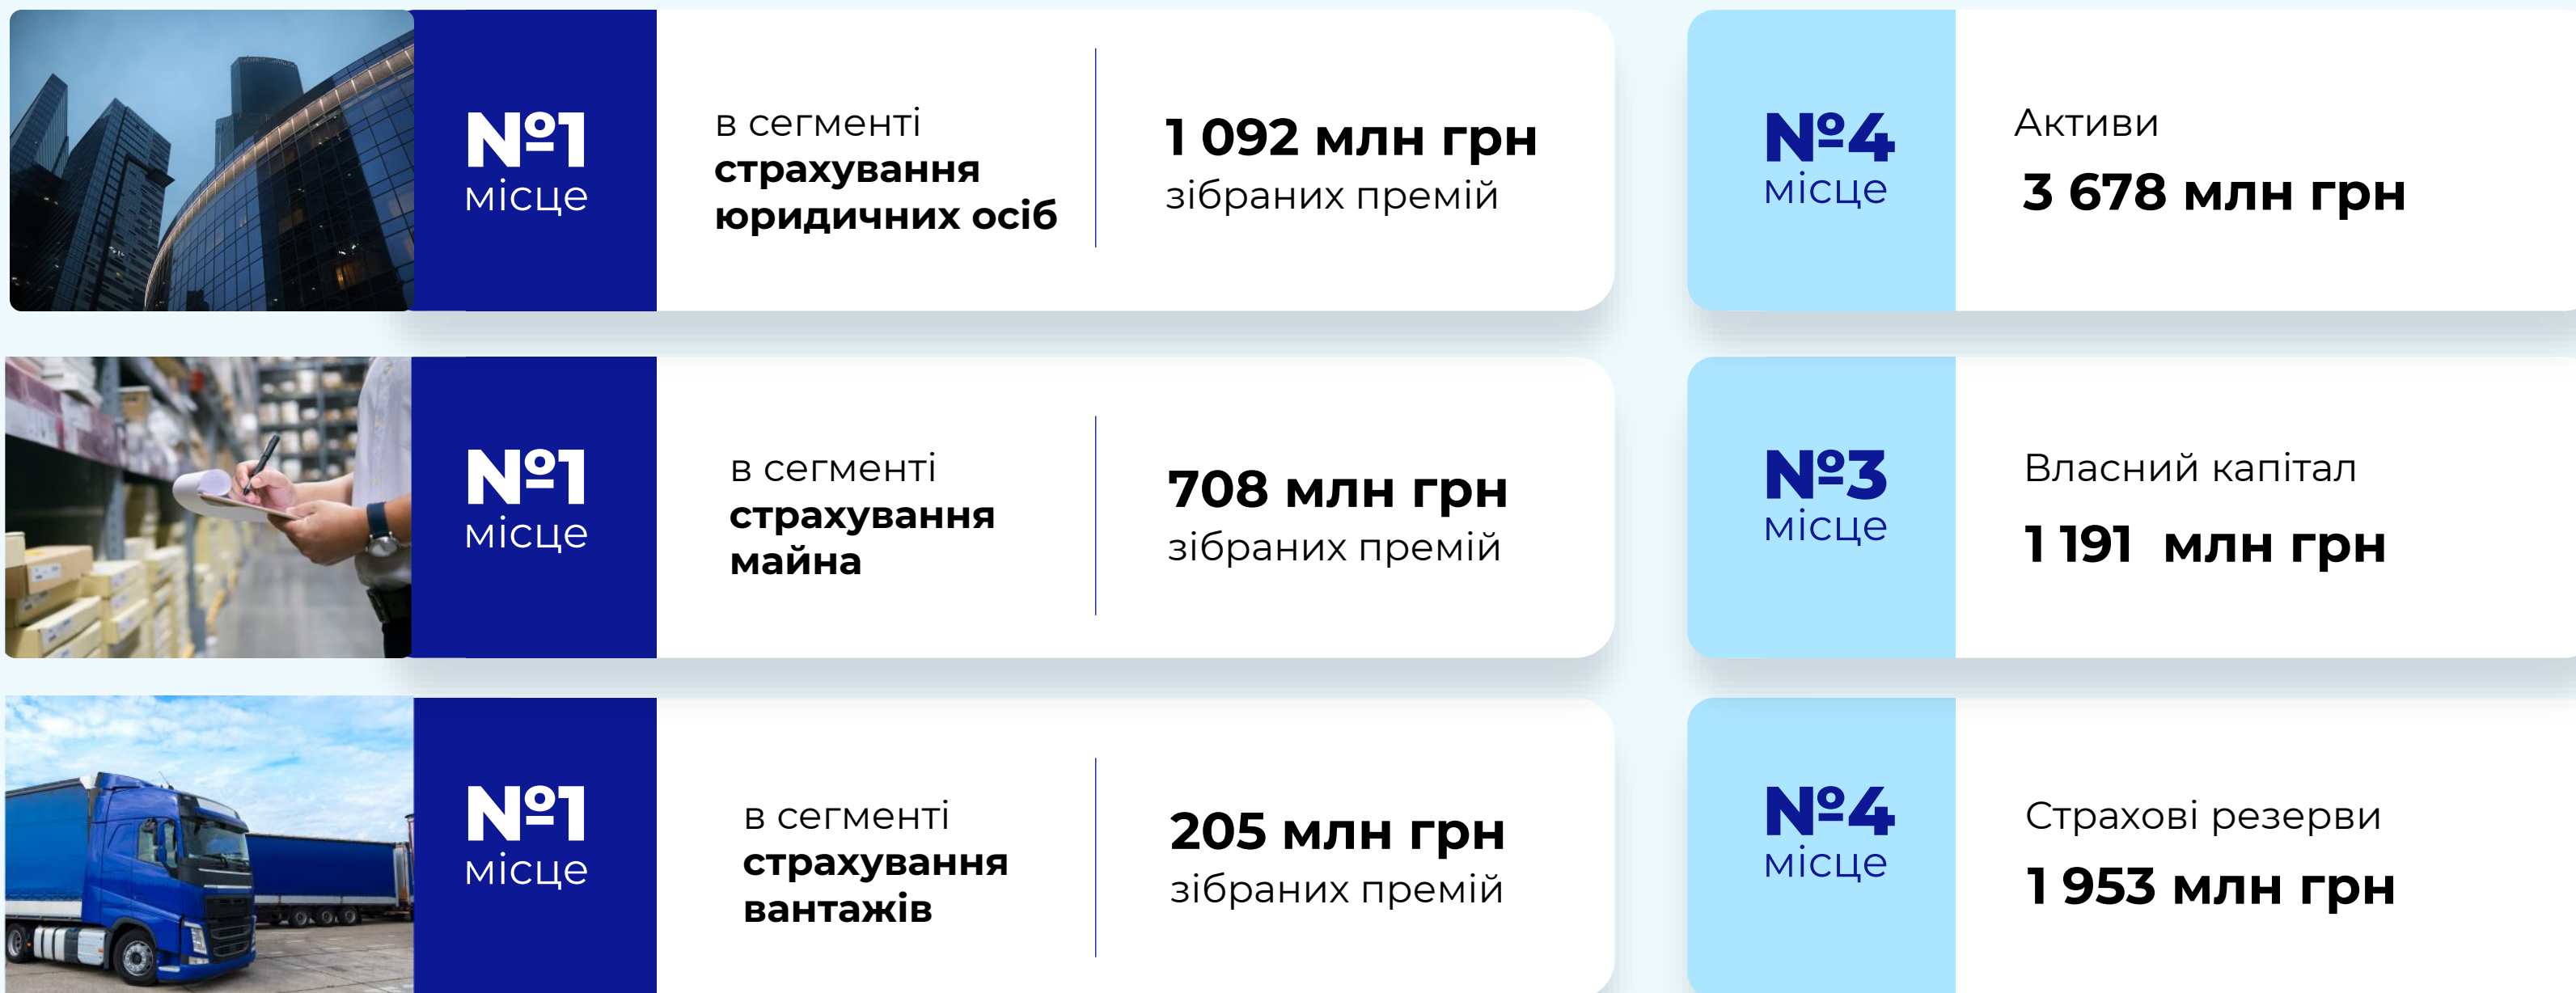 №1
місце
в сегменті
страхування
юридичних осіб
1 092 млн грн
зібраних премій
№4
місце
Активи
3 678 млн грн
№1
місце
в сегменті
страхування
майна
708 млн грн
зібраних премій
№3
місце
Власний капітал
1 191 млн грн
№1
місце
в сегменті
страхування
вантажів
205 млн грн
зібраних премій
№4
місце
Страхові резерви
1 953 млн грн